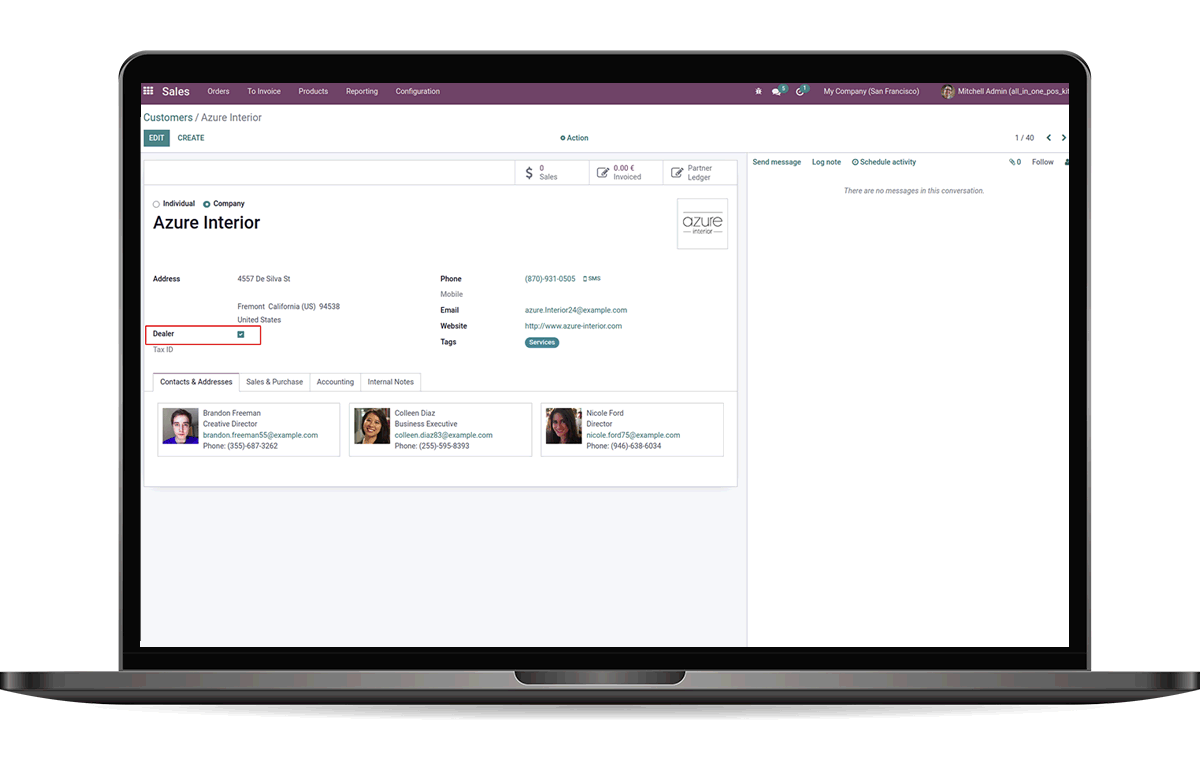 Sales Orders To Invoice Products Reporting Configuration 5 1 My Company (San Francisco) Mitchell Admin (all_in_one_pos_kit
Customers / Azure Interior
EDIT CREATE Action 1 / 40
0 Sales
0.00 € Invoiced
Partner Ledger
Send message Log note Schedule activity 0 Follow
There are no messages in this conversation.
Individual Company
Azure Interior
azure
interior
Address 4557 De Silva St
Fremont California (US) 94538
United States
Dealer
Tax ID
Phone (870)-931-0505 SMS
Mobile
Email azure.Interior24@example.com
Website http://www.azure-interior.com
Tags Services
Contacts & Addresses Sales & Purchase Accounting Internal Notes
Brandon Freeman
Creative Director
brandon.freeman55@example.com
Phone: (355)-687-3262
Colleen Diaz
Business Executive
colleen.diaz83@example.com
Phone: (255)-595-8393
Nicole Ford
Director
nicole.ford75@example.com
Phone: (946)-638-6034